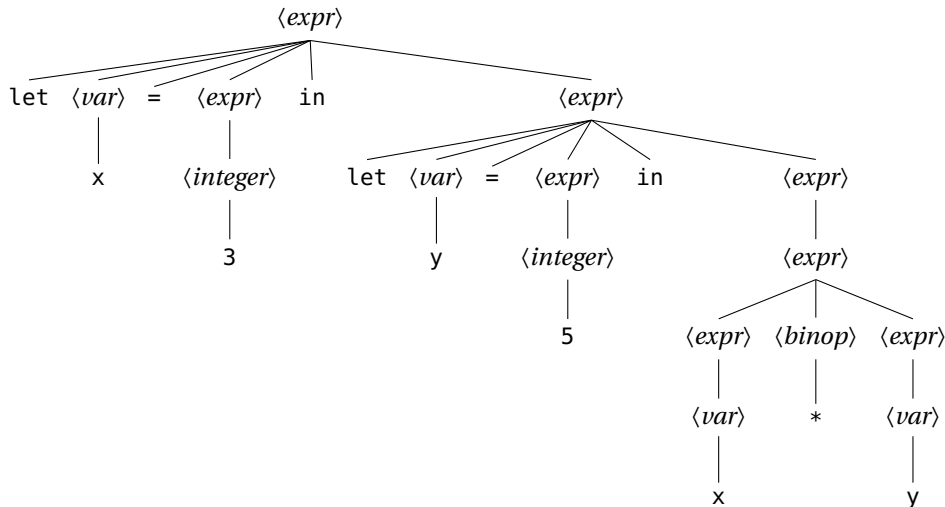 ⟨expr⟩
let ⟨var⟩ = ⟨expr⟩ in ⟨expr⟩
x ⟨integer⟩ let ⟨var⟩ = ⟨expr⟩ in ⟨expr⟩
3 y ⟨integer⟩ ⟨expr⟩
5 ⟨expr⟩ ⟨binop⟩ ⟨expr⟩
⟨var⟩ * ⟨var⟩
x y